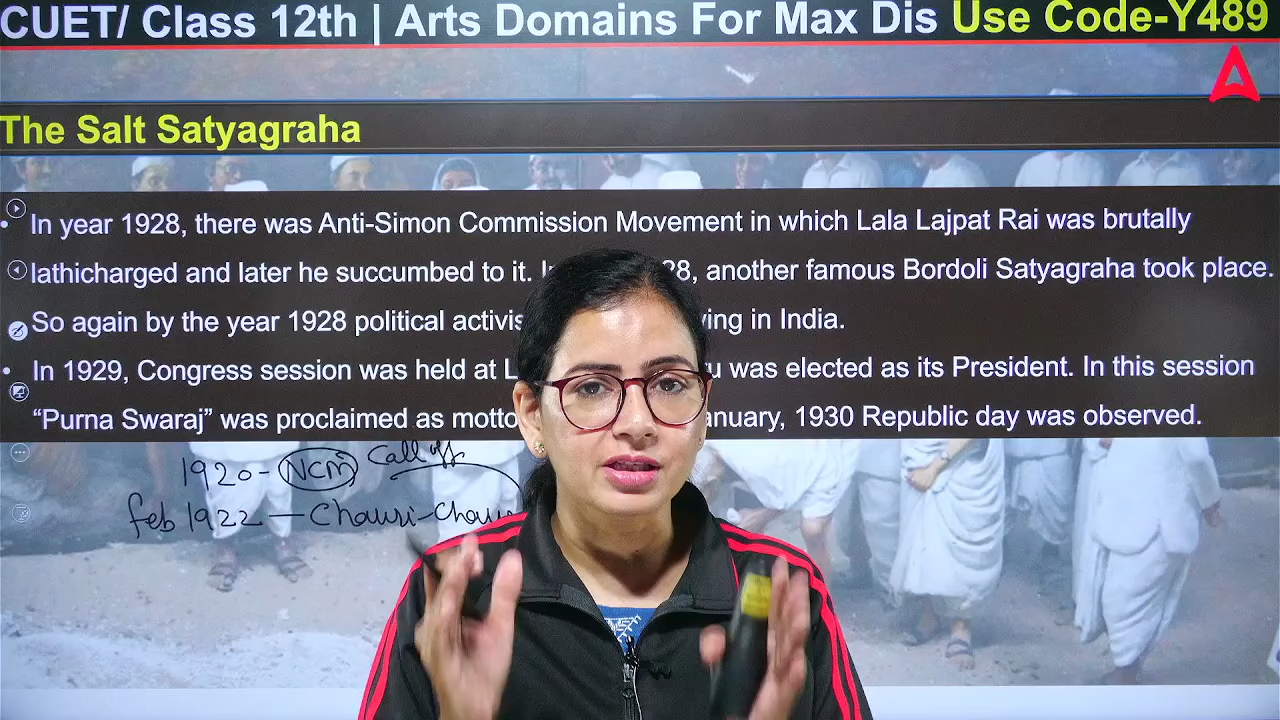 CUET/ Class 12th | Arts Domains For Max Dis Use Code-Y489
The Salt Satyagraha
• In year 1928, there was Anti-Simon Commission Movement in which Lala Lajpat Rai was brutally
lathicharged and later he succumbed to it. 28, another famous Bordoli Satyagraha took place.
So again by the year 1928 political in India.
• In 1929, Congress session was held at was elected as its President. In this session
“Purna Swaraj” was proclaimed as motto 1930 Republic day was observed.
1920 - NCM Call off
feb 1922 - Chauri-Chaur